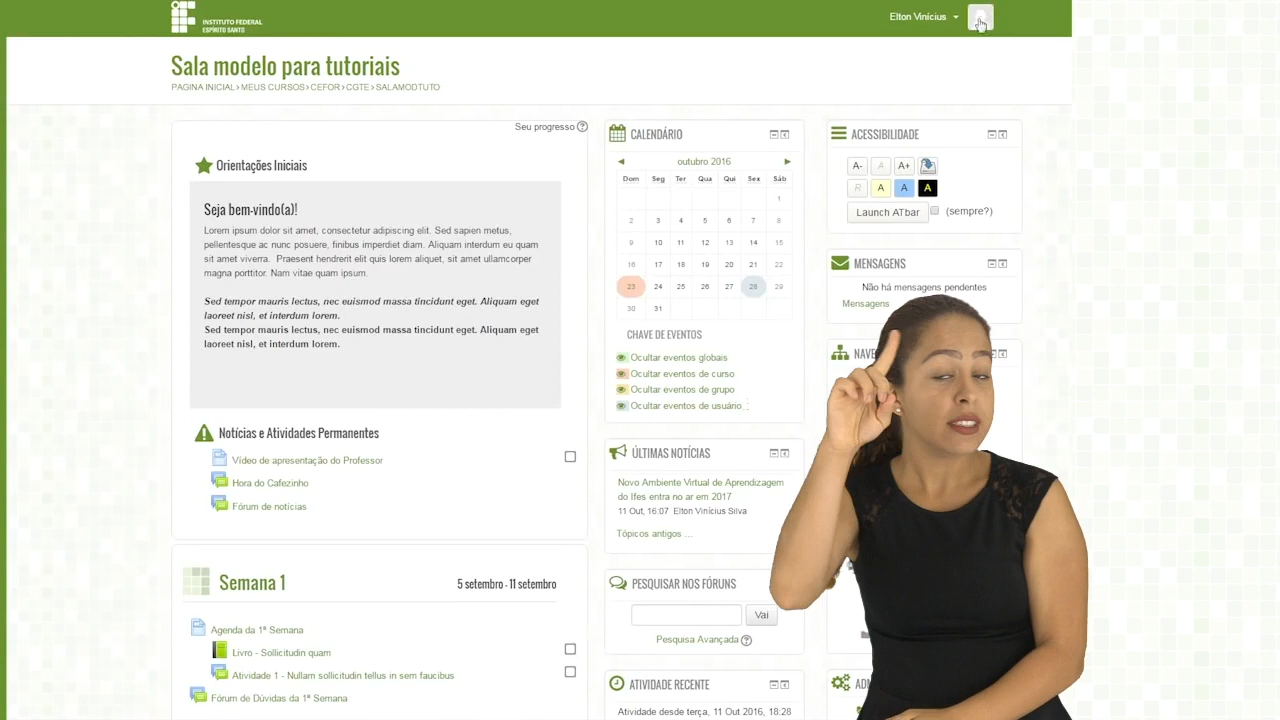 INSTITUTO FEDERAL
ESPÍRITO SANTO
Elton Vinícius
Sala modelo para tutoriais
PAGINA INICIAL › MEUS CURSOS › CEFOR › CGTE › SALAMODTUTO
Seu progresso
Orientações Iniciais
Seja bem-vindo(a)!
Lorem ipsum dolor sit amet, consectetur adipiscing elit. Sed sapien metus,
pellentesque ac nunc posuere, finibus imperdiet diam. Aliquam interdum eu quam
sit amet viverra. Praesent hendrerit elit quis lorem aliquet, sit amet ullamcorper
magna porttitor. Nam vitae quam ipsum.
Sed tempor mauris lectus, nec euismod massa tincidunt eget. Aliquam eget
laoreet nisl, et interdum lorem.
Sed tempor mauris lectus, nec euismod massa tincidunt eget. Aliquam eget
laoreet nisl, et interdum lorem.
Notícias e Atividades Permanentes
Vídeo de apresentação do Professor
Hora do Cafezinho
Fórum de notícias
Semana 1
5 setembro - 11 setembro
Agenda da 1ª Semana
Livro - Sollicitudin quam
Atividade 1 - Nullam sollicitudin tellus in sem faucibus
Fórum de Dúvidas da 1ª Semana
CALENDÁRIO
outubro 2016
Dom Seg Ter Qua Qui Sex Sáb
1
2 3 4 5 6 7 8
9 10 11 12 13 14 15
16 17 18 19 20 21 22
23 24 25 26 27 28 29
30 31
CHAVE DE EVENTOS
Ocultar eventos globais
Ocultar eventos de curso
Ocultar eventos de grupo
Ocultar eventos de usuário
ÚLTIMAS NOTÍCIAS
Novo Ambiente Virtual de Aprendizagem
do Ifes entra no ar em 2017
11 Out, 16:07 Elton Vinícius Silva
Tópicos antigos ...
PESQUISAR NOS FÓRUNS
Vai
Pesquisa Avançada
ATIVIDADE RECENTE
Atividade desde terça, 11 Out 2016, 18:28
ACESSIBILIDADE
A- A A+
R A A A
Launch ATbar (sempre?)
MENSAGENS
Não há mensagens pendentes
Mensagens